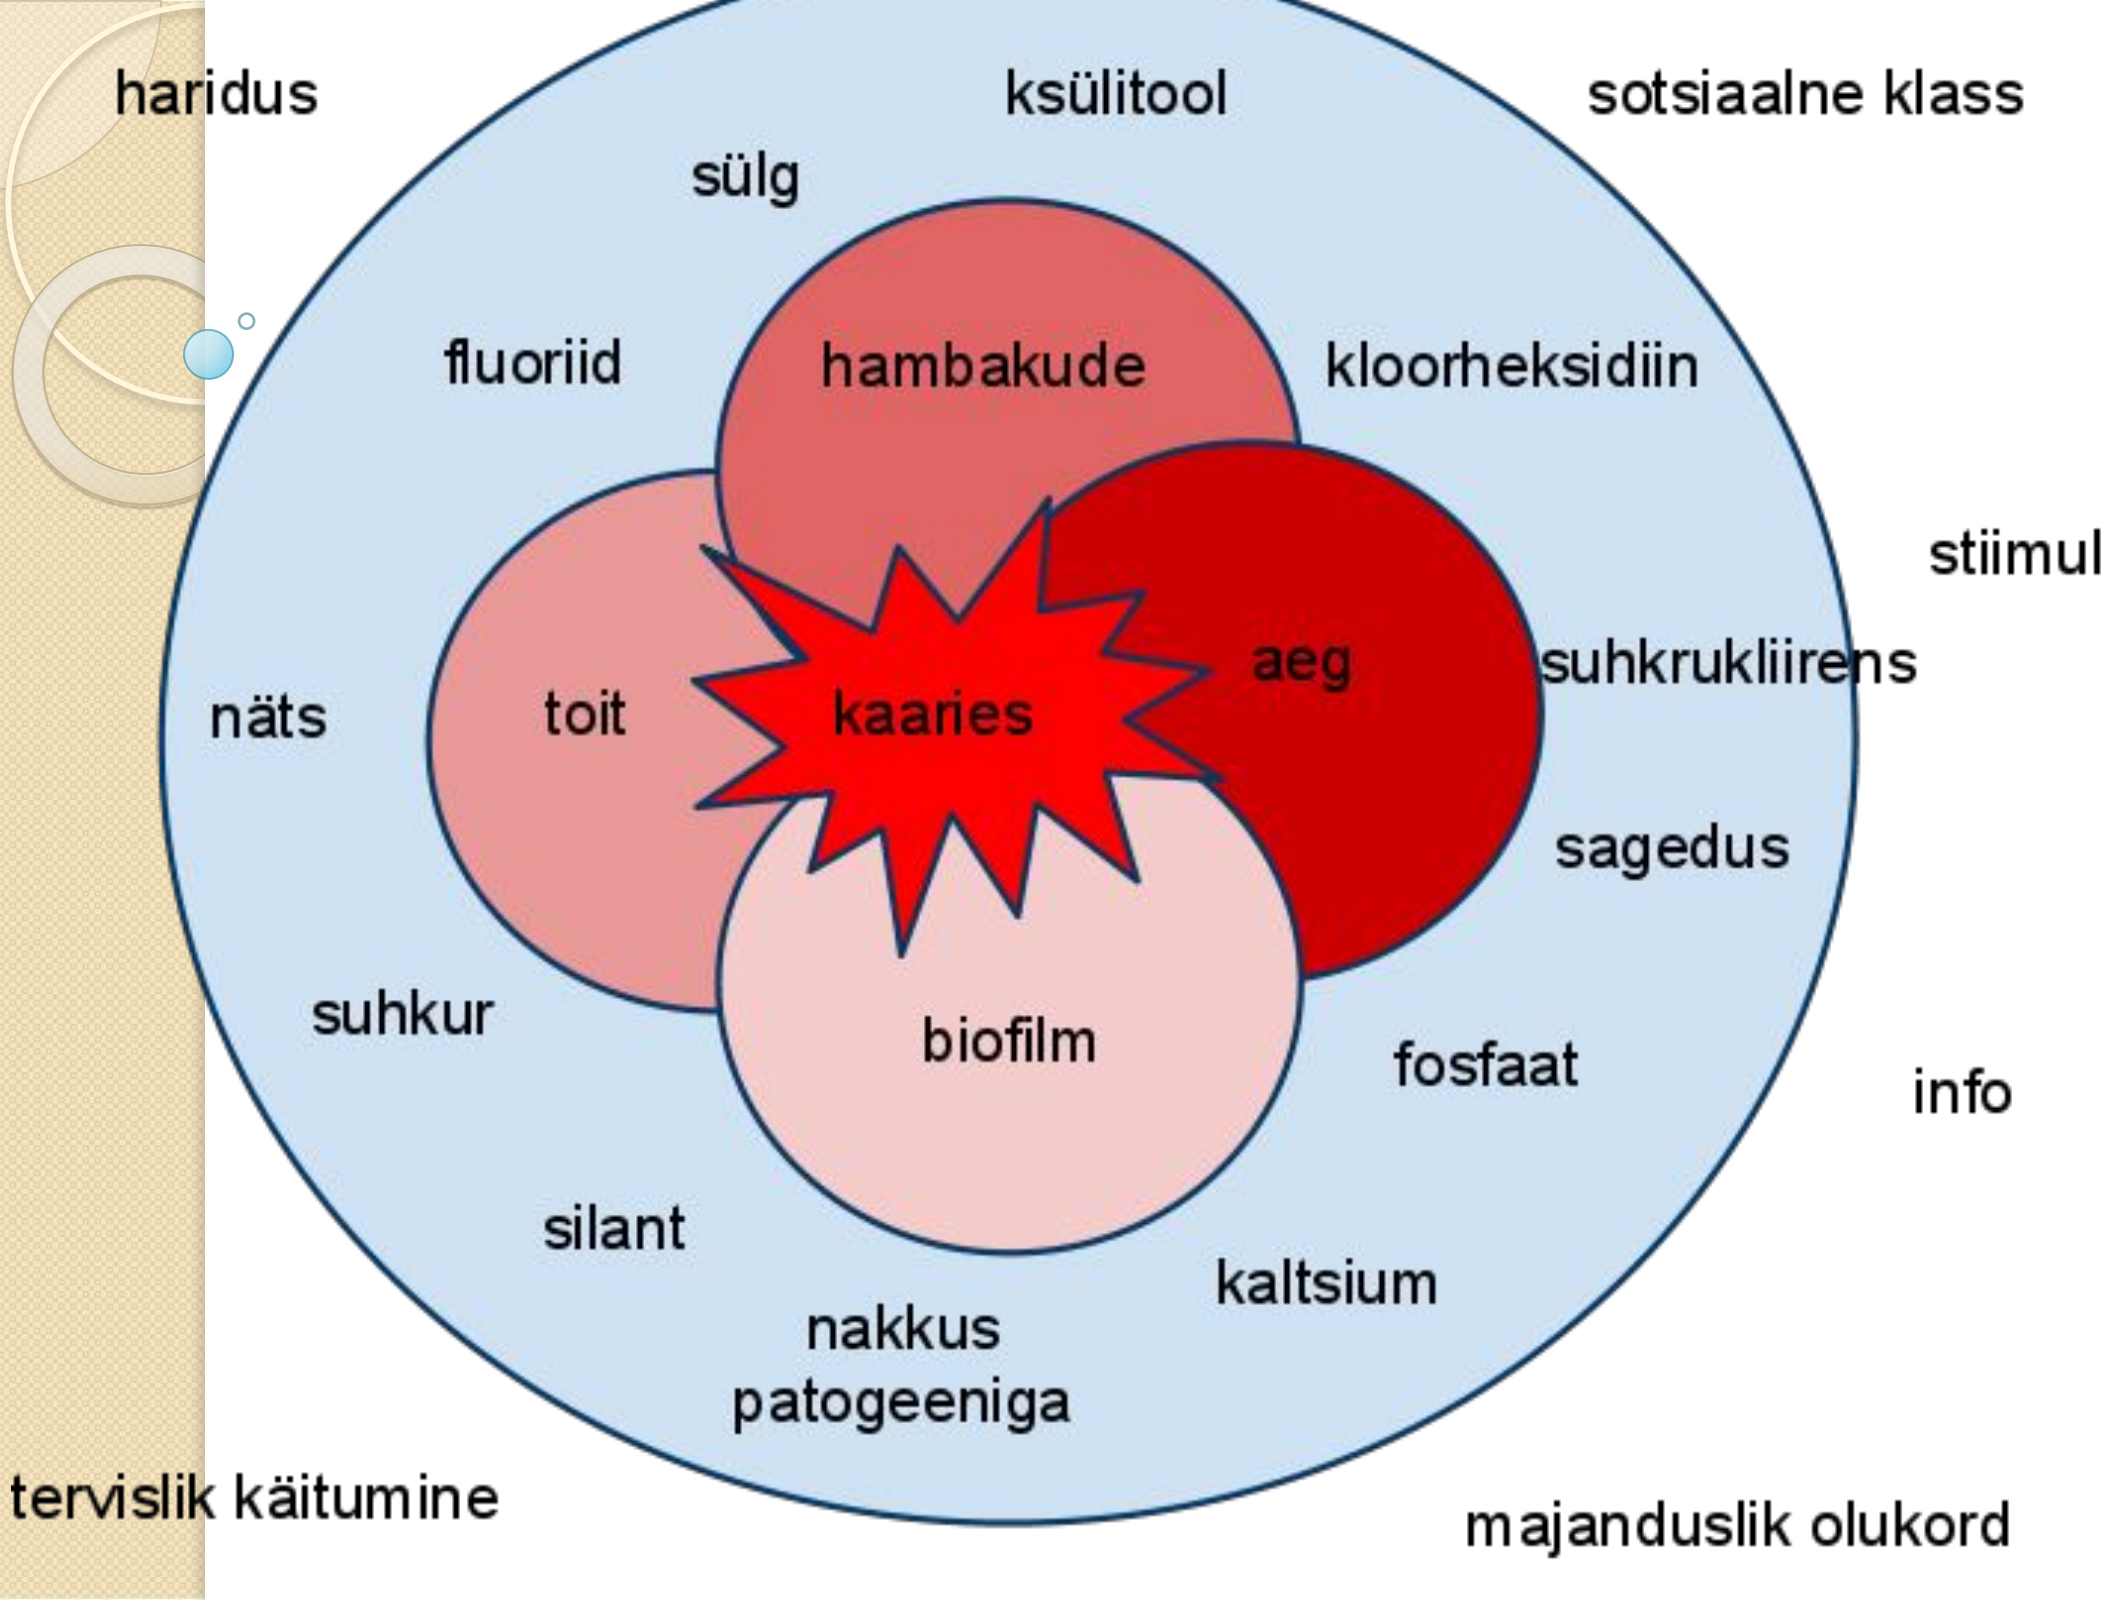 haridus
ksülitool
sotsiaalne klass
sülg
fluoriid
hambakude
kloorheksidiin
stiimul
aeg
suhkrukliirens
näts
toit
kaaries
sagedus
suhkur
biofilm
fosfaat
info
silant
kaltsium
nakkus
patogeeniga
tervislik käitumine
majanduslik olukord